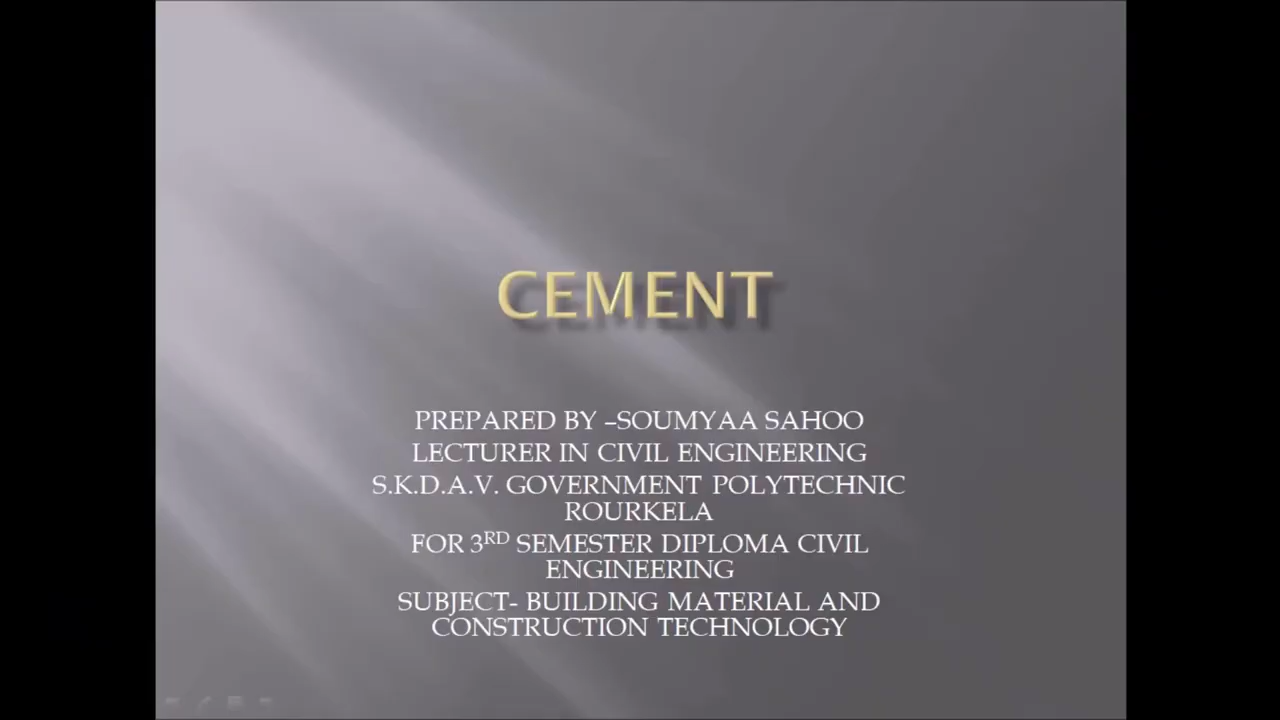 CEMENT
PREPARED BY –SOUMYAA SAHOO
LECTURER IN CIVIL ENGINEERING
S.K.D.A.V. GOVERNMENT POLYTECHNIC
ROURKELA
FOR 3RD SEMESTER DIPLOMA CIVIL
ENGINEERING
SUBJECT- BUILDING MATERIAL AND
CONSTRUCTION TECHNOLOGY